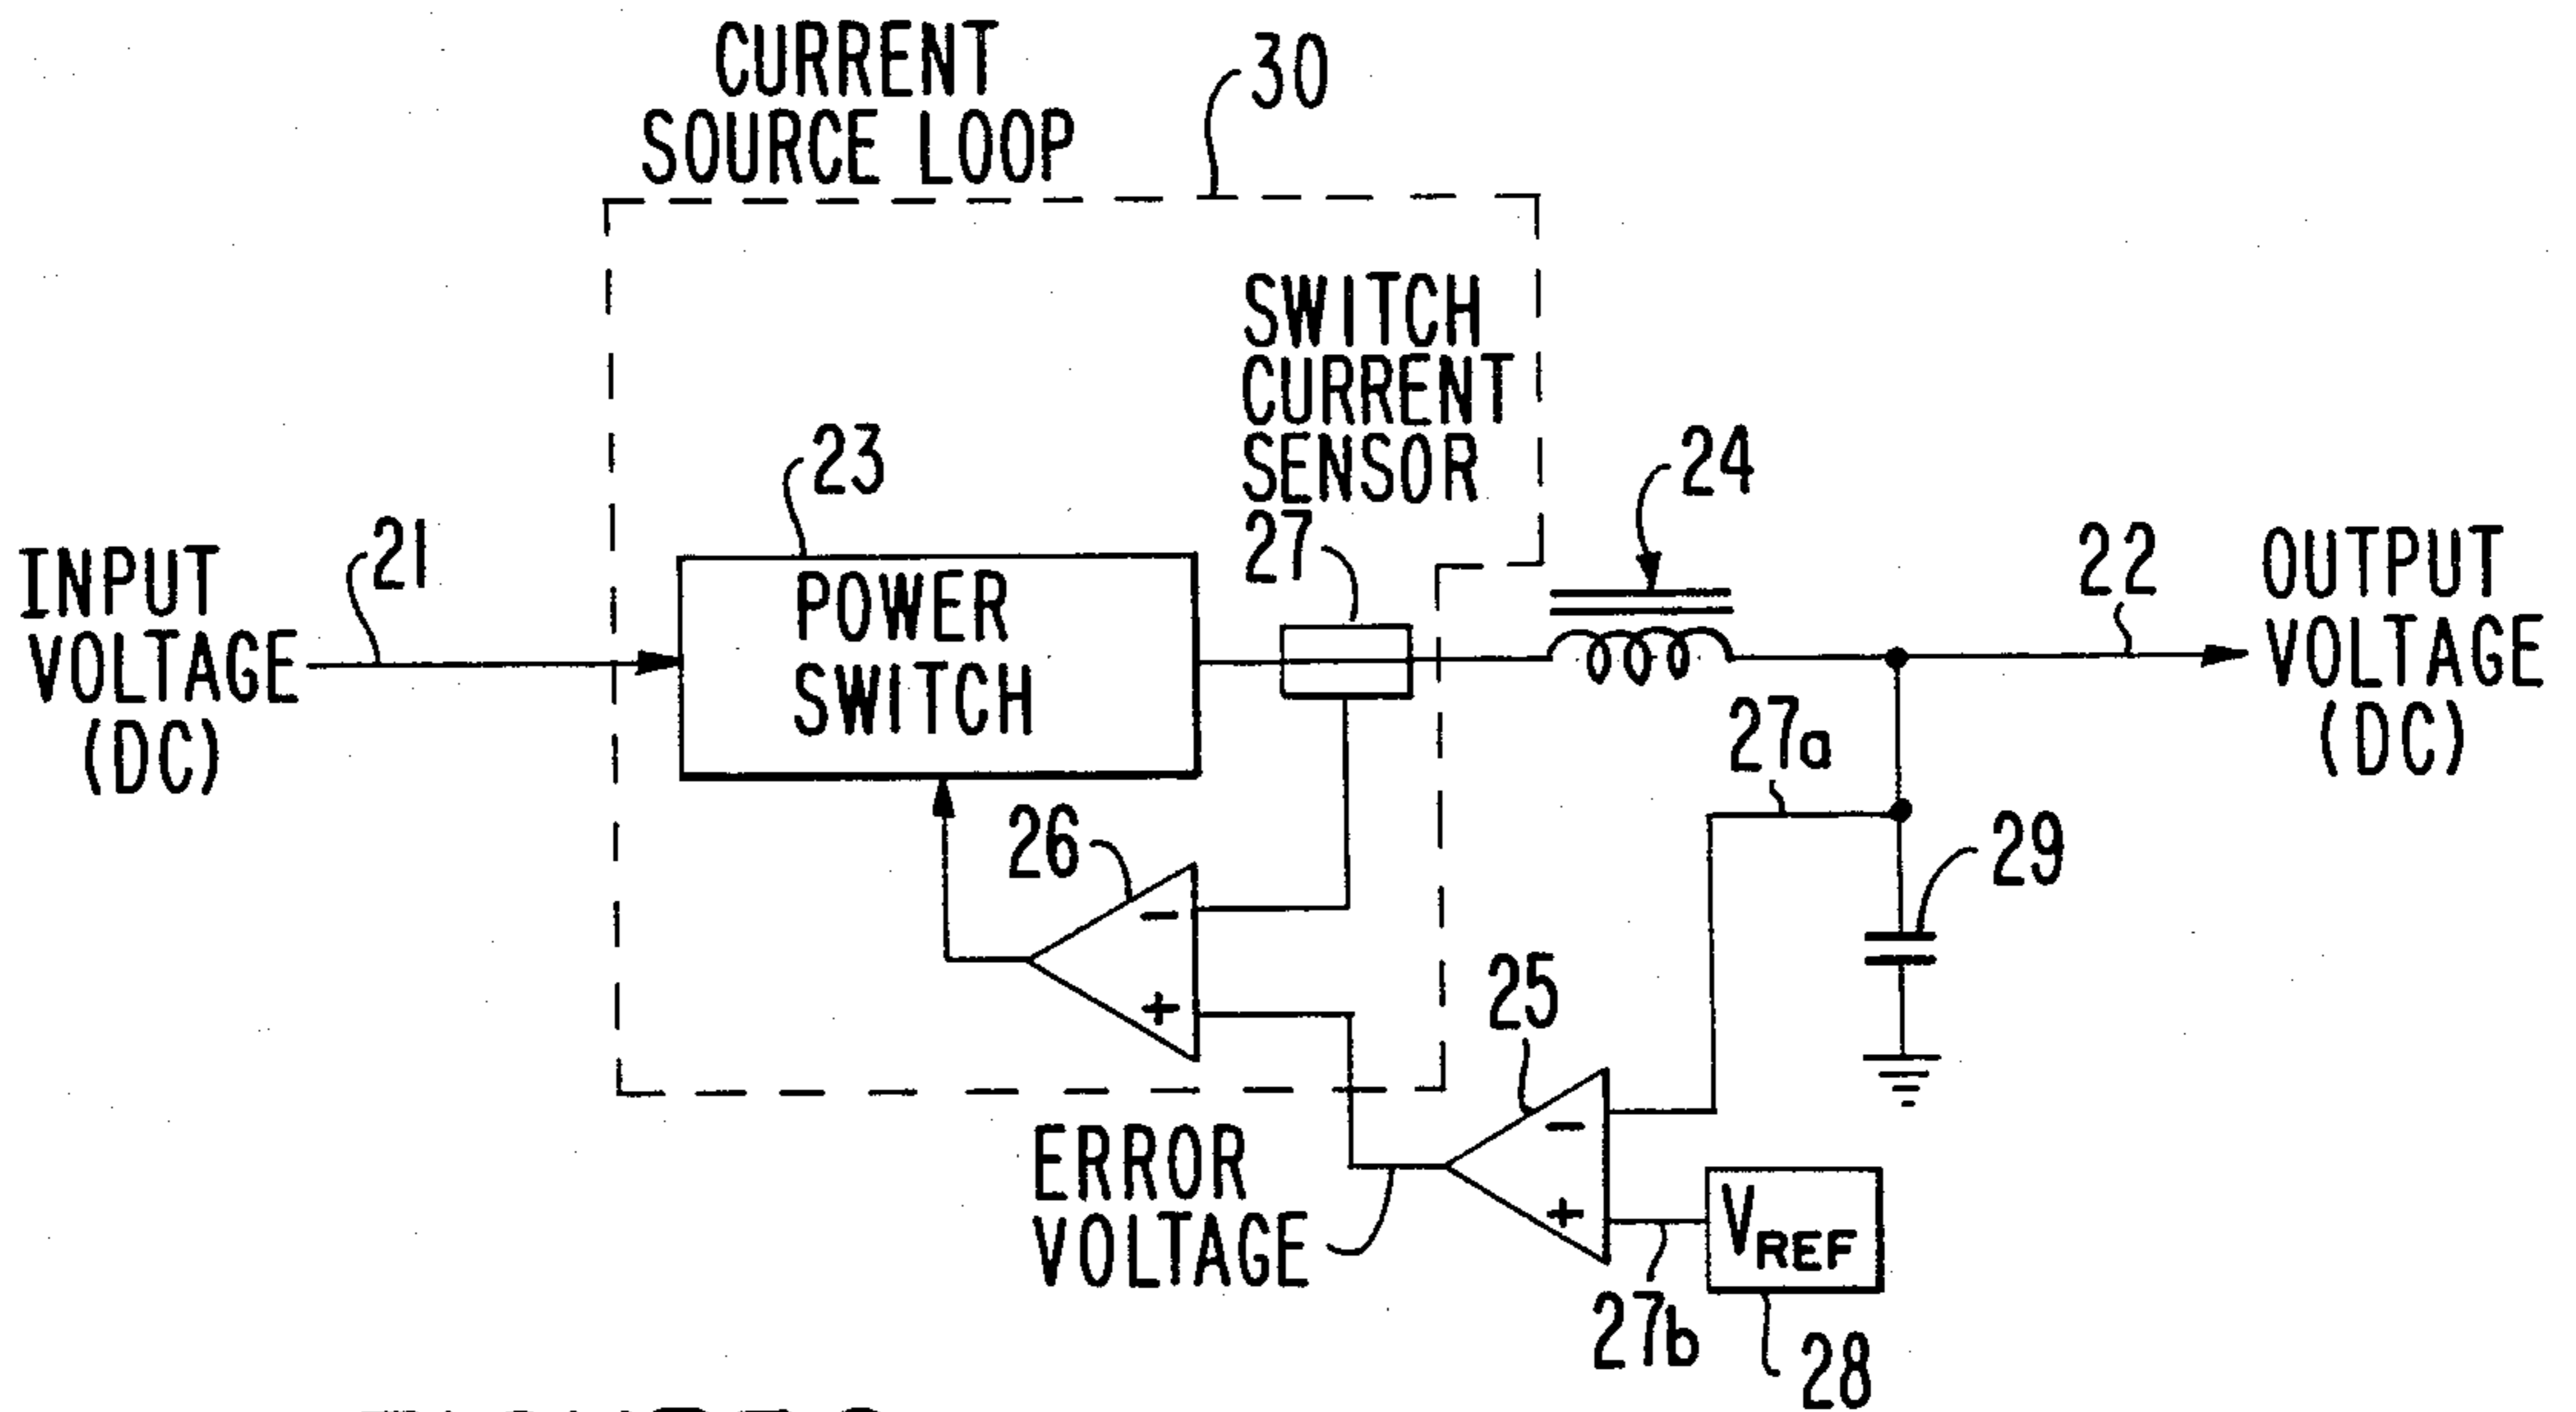 CURRENT
SOURCE LOOP
30
SWITCH
CURRENT
SENSOR
27
23
24
21
22
INPUT
VOLTAGE
(DC)
POWER
SWITCH
OUTPUT
VOLTAGE
(DC)
27a
26
29
−
+
25
ERROR
VOLTAGE
−
+
VREF
27b
28